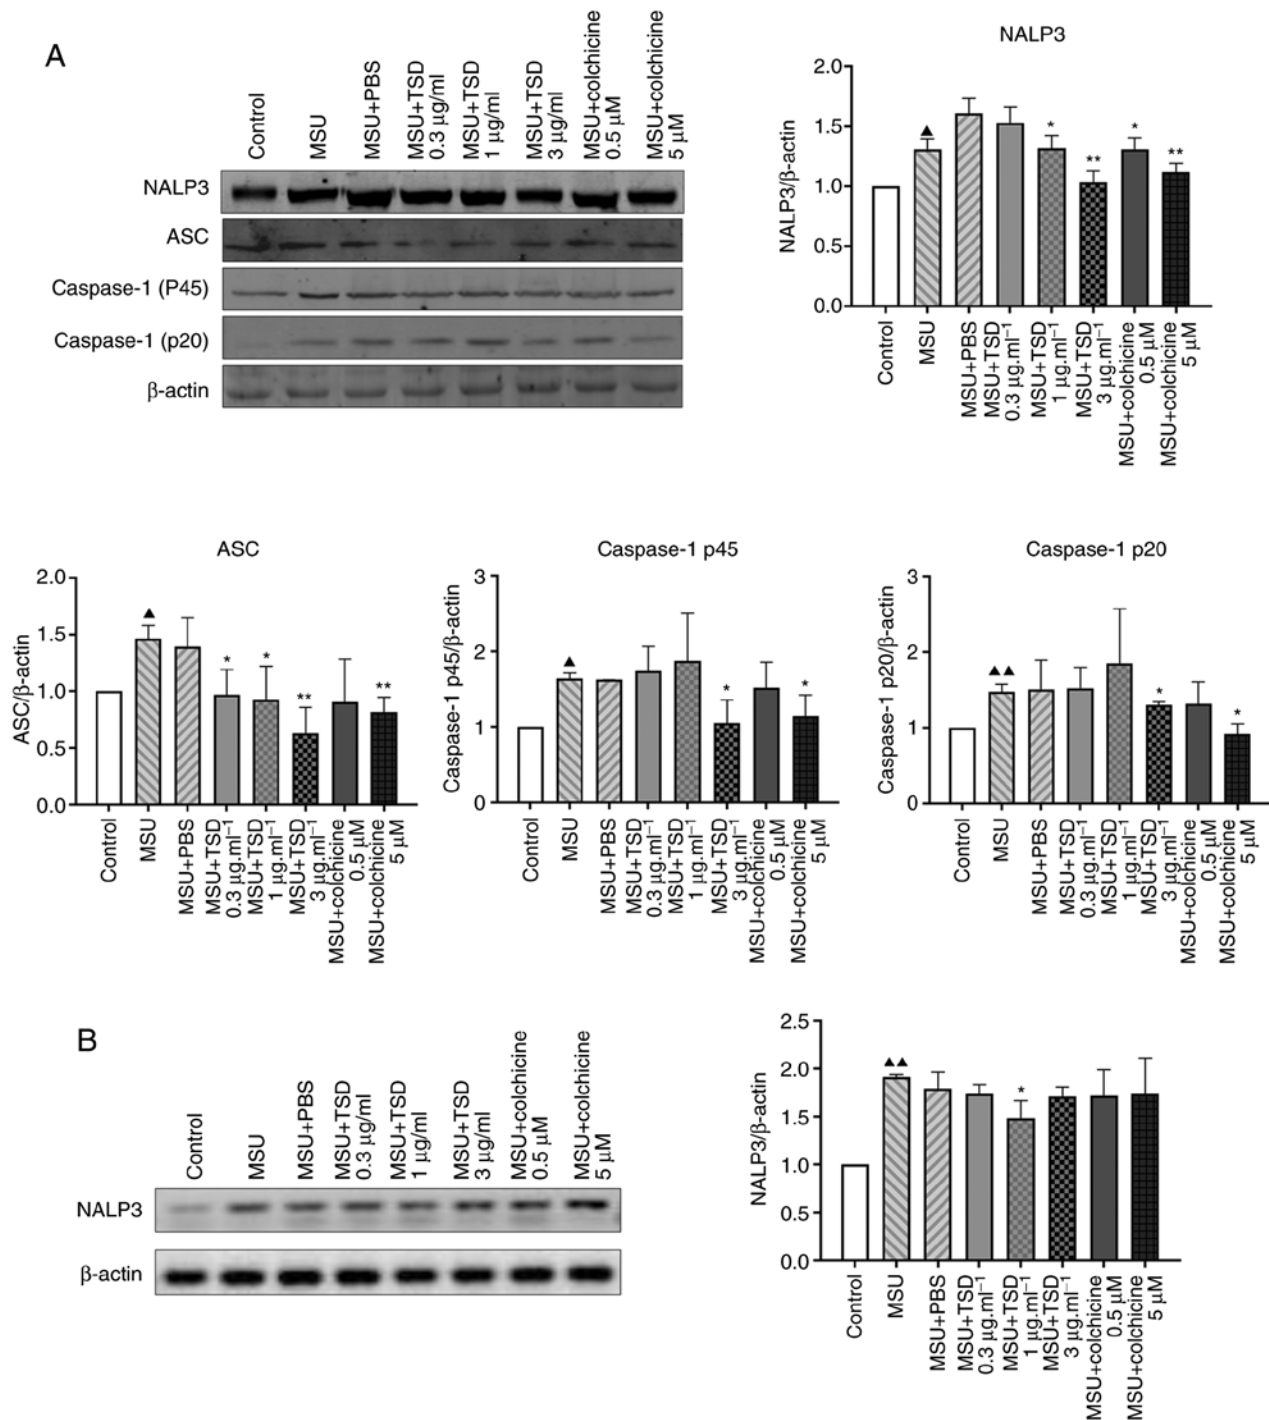 A
Control
MSU
MSU+PBS
MSU+TSD
0.3 μg/ml
MSU+TSD
1 μg/ml
MSU+TSD
3 μg/ml
MSU+colchicine
0.5 μM
MSU+colchicine
5 μM
NALP3
ASC
Caspase-1 (P45)
Caspase-1 (p20)
β-actin
NALP3
NALP3/β-actin
2.0
1.5
1.0
0.5
0.0
▲
*
**
*
**
Control
MSU
MSU+PBS
MSU+TSD
0.3 μg.ml⁻¹
MSU+TSD
1 μg.ml⁻¹
MSU+TSD
3 μg.ml⁻¹
MSU+colchicine
0.5 μM
MSU+colchicine
5 μM
ASC
ASC/β-actin
2.0
1.5
1.0
0.5
0.0
▲
*
*
**
**
Control
MSU
MSU+PBS
MSU+TSD
0.3 μg.ml⁻¹
MSU+TSD
1 μg.ml⁻¹
MSU+TSD
3 μg.ml⁻¹
MSU+colchicine
0.5 μM
MSU+colchicine
5 μM
Caspase-1 p45
Caspase-1 p45/β-actin
3
2
1
0
▲
*
*
Control
MSU
MSU+PBS
MSU+TSD
0.3 μg.ml⁻¹
MSU+TSD
1 μg.ml⁻¹
MSU+TSD
3 μg.ml⁻¹
MSU+colchicine
0.5 μM
MSU+colchicine
5 μM
Caspase-1 p20
Caspase-1 p20/β-actin
3
2
1
0
▲▲
*
*
Control
MSU
MSU+PBS
MSU+TSD
0.3 μg.ml⁻¹
MSU+TSD
1 μg.ml⁻¹
MSU+TSD
3 μg.ml⁻¹
MSU+colchicine
0.5 μM
MSU+colchicine
5 μM
B
Control
MSU
MSU+PBS
MSU+TSD
0.3 μg/ml
MSU+TSD
1 μg/ml
MSU+TSD
3 μg/ml
MSU+colchicine
0.5 μM
MSU+colchicine
5 μM
NALP3
β-actin
NALP3/β-actin
2.5
2.0
1.5
1.0
0.5
0.0
▲▲
*
Control
MSU
MSU+PBS
MSU+TSD
0.3 μg.ml⁻¹
MSU+TSD
1 μg.ml⁻¹
MSU+TSD
3 μg.ml⁻¹
MSU+colchicine
0.5 μM
MSU+colchicine
5 μM